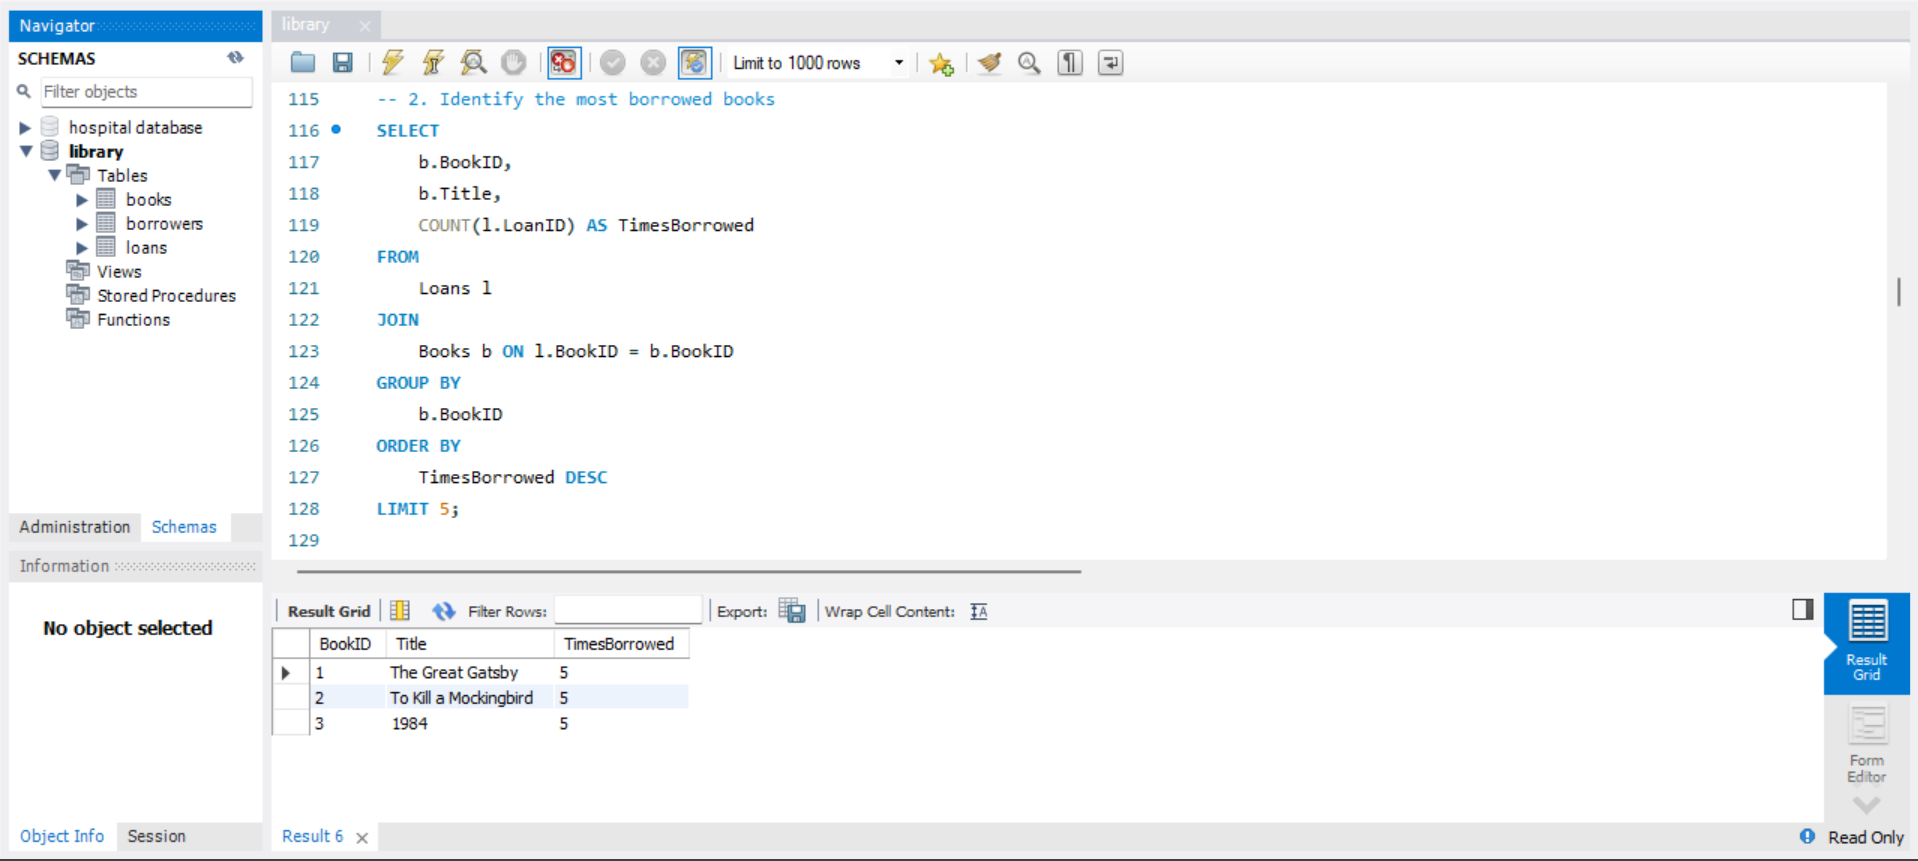 Navigator
SCHEMAS
Filter objects
hospital database
library
Tables
books
borrowers
loans
Views
Stored Procedures
Functions
Administration Schemas
Information
No object selected
Object Info Session
library
Limit to 1000 rows
115 -- 2. Identify the most borrowed books
116 SELECT
117 b.BookID,
118 b.Title,
119 COUNT(l.LoanID) AS TimesBorrowed
120 FROM
121 Loans l
122 JOIN
123 Books b ON l.BookID = b.BookID
124 GROUP BY
125 b.BookID
126 ORDER BY
127 TimesBorrowed DESC
128 LIMIT 5;
129
Result Grid Filter Rows: Export: Wrap Cell Content:
BookID Title TimesBorrowed
1 The Great Gatsby 5
2 To Kill a Mockingbird 5
3 1984 5
Result
Grid
Form
Editor
Result 6
Read Only